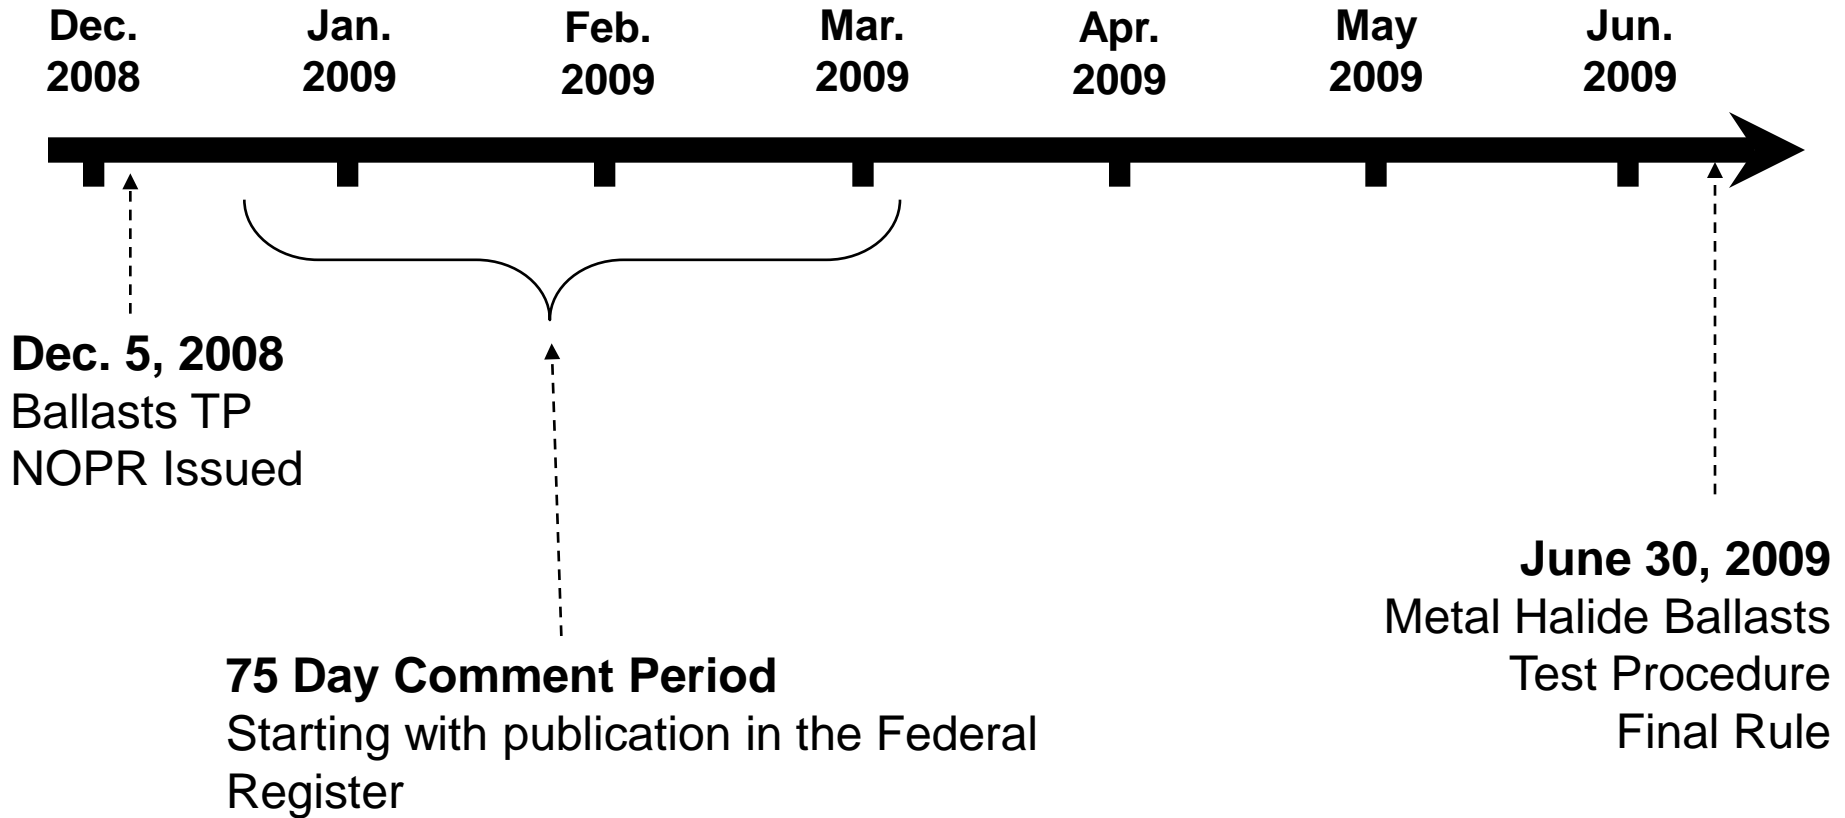 Dec.
2008
Jan.
2009
Feb.
2009
Mar.
2009
Apr.
2009
May
2009
Jun.
2009
Dec. 5, 2008
Ballasts TP
NOPR Issued
75 Day Comment Period
Starting with publication in the Federal
Register
June 30, 2009
Metal Halide Ballasts
Test Procedure
Final Rule